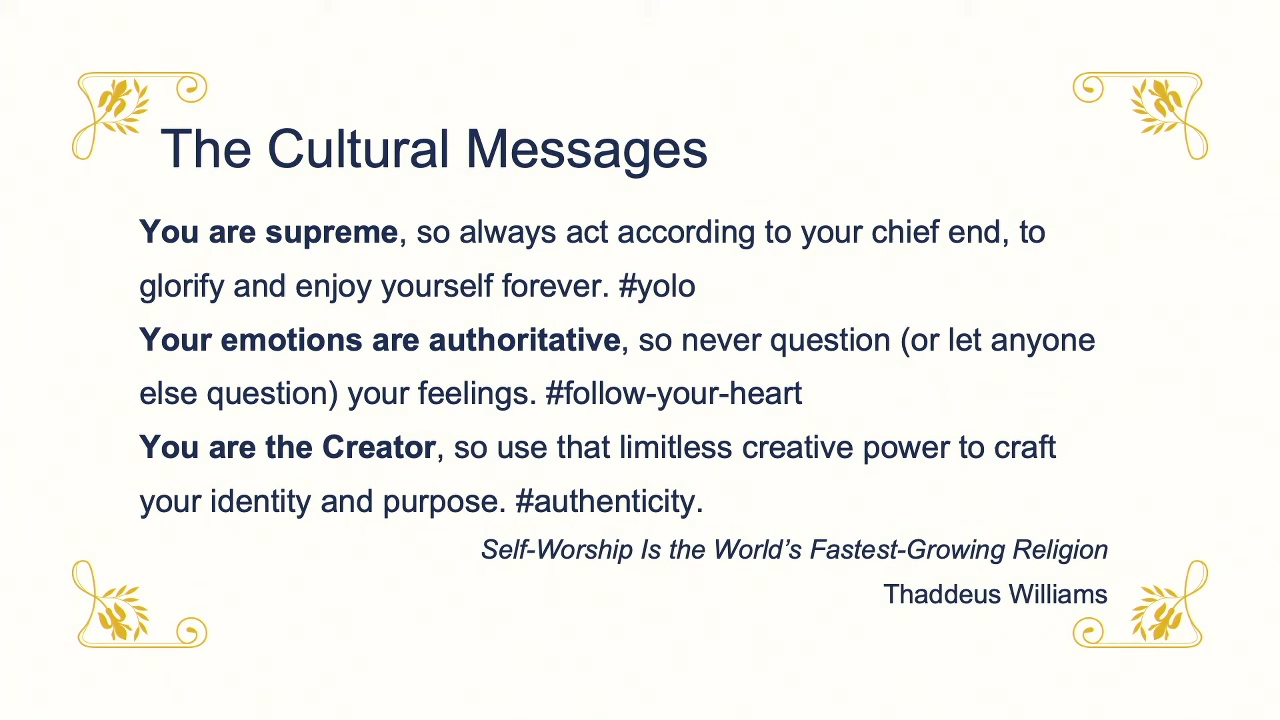 The Cultural Messages
You are supreme, so always act according to your chief end, to
glorify and enjoy yourself forever. #yolo
Your emotions are authoritative, so never question (or let anyone
else question) your feelings. #follow-your-heart
You are the Creator, so use that limitless creative power to craft
your identity and purpose. #authenticity.
Self-Worship Is the World’s Fastest-Growing Religion
Thaddeus Williams